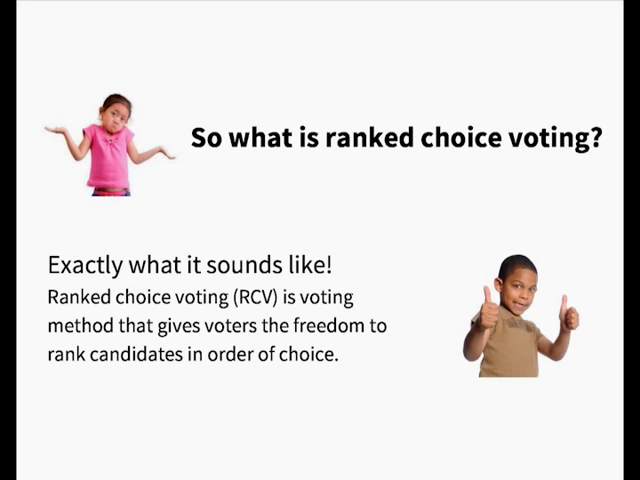 So what is ranked choice voting?
Exactly what it sounds like!
Ranked choice voting (RCV) is voting
method that gives voters the freedom to
rank candidates in order of choice.